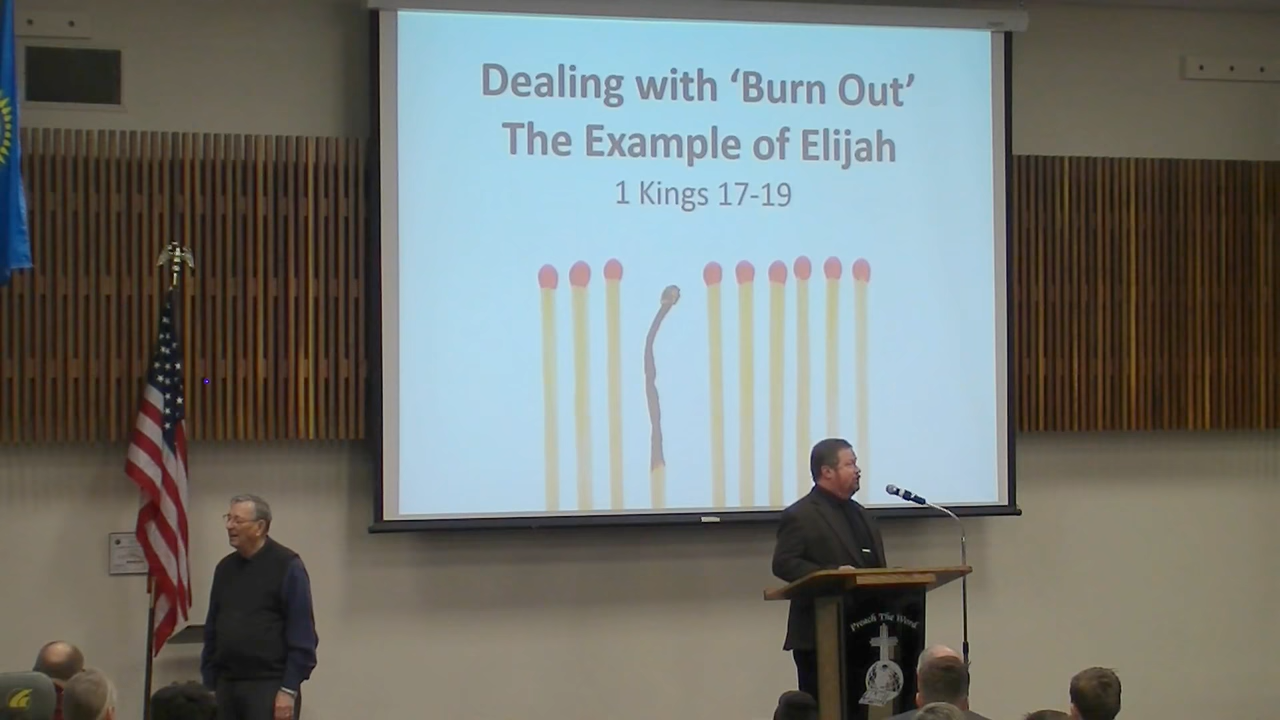 Dealing with ‘Burn Out’
The Example of Elijah
1 Kings 17-19
Preach The Word